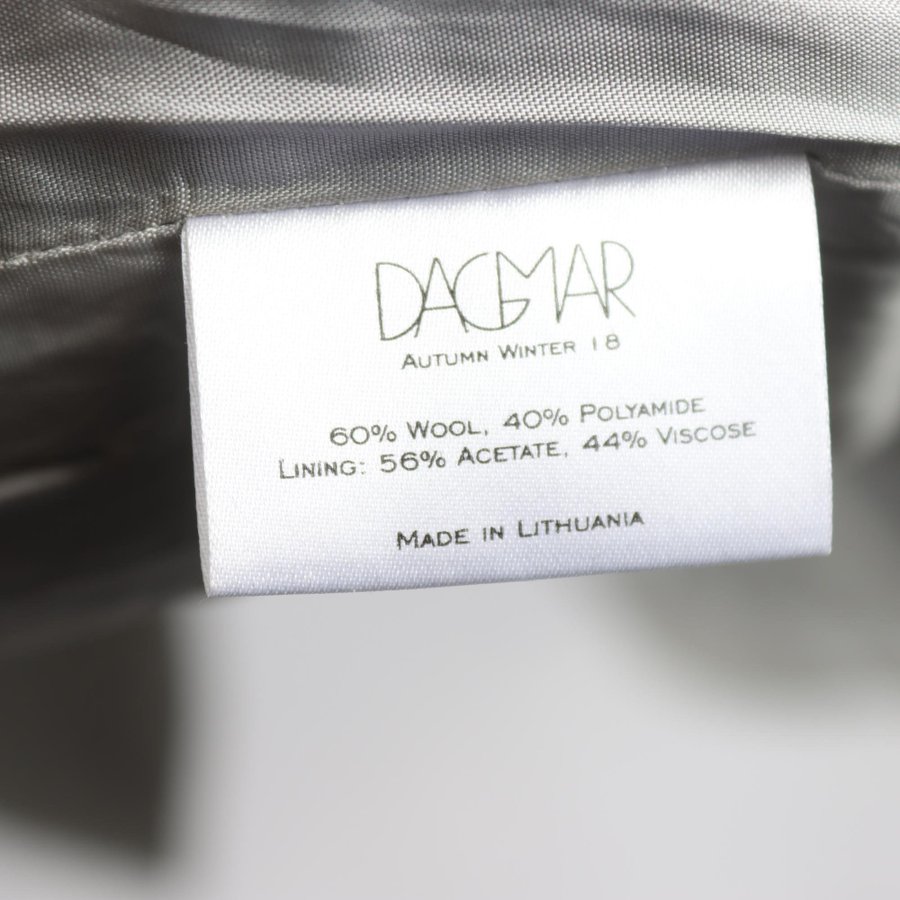 DAGMAR
AUTUMN WINTER 18
60% WOOL, 40% POLYAMIDE
LINING: 56% ACETATE, 44% VISCOSE
MADE IN LITHUANIA